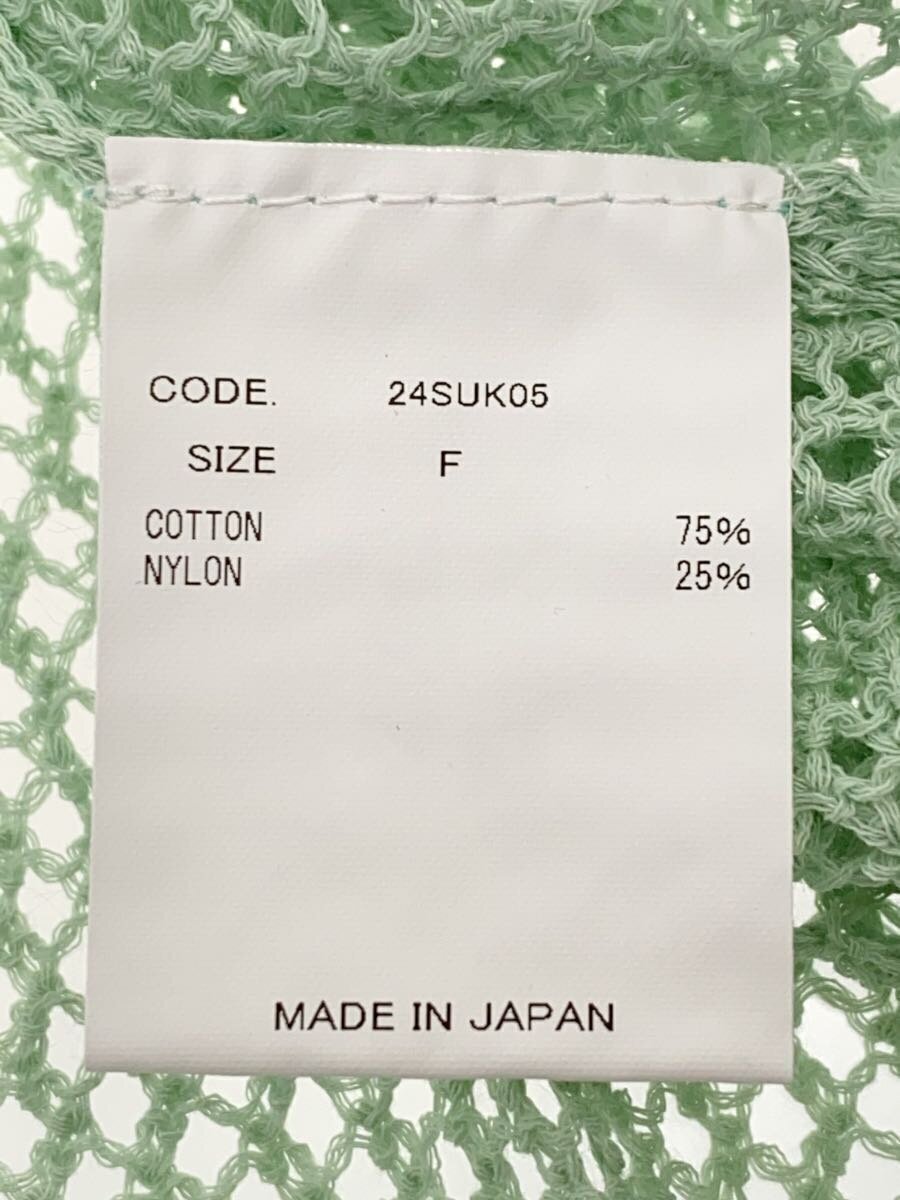 CODE. 24SUK05
SIZE F
COTTON 75%
NYLON 25%
MADE IN JAPAN